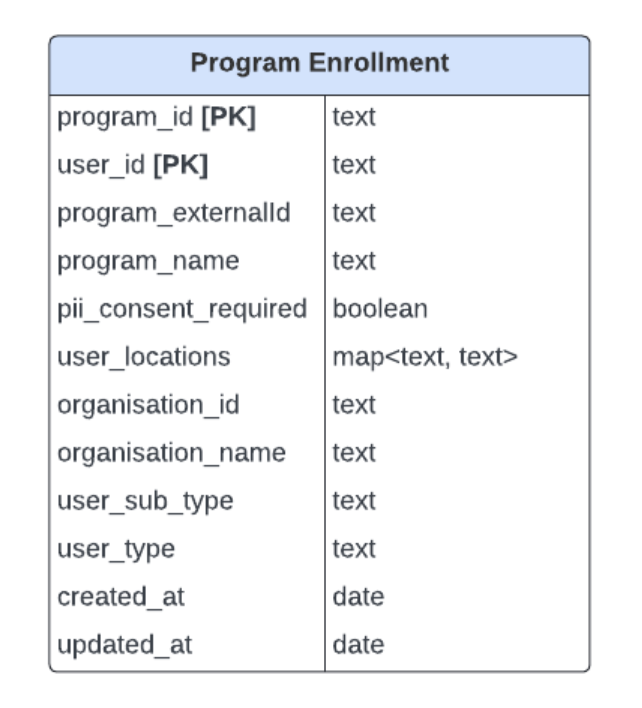 Program Enrollment
program_id [PK] text
user_id [PK] text
program_externalId text
program_name text
pii_consent_required boolean
user_locations map<text, text>
organisation_id text
organisation_name text
user_sub_type text
user_type text
created_at date
updated_at date